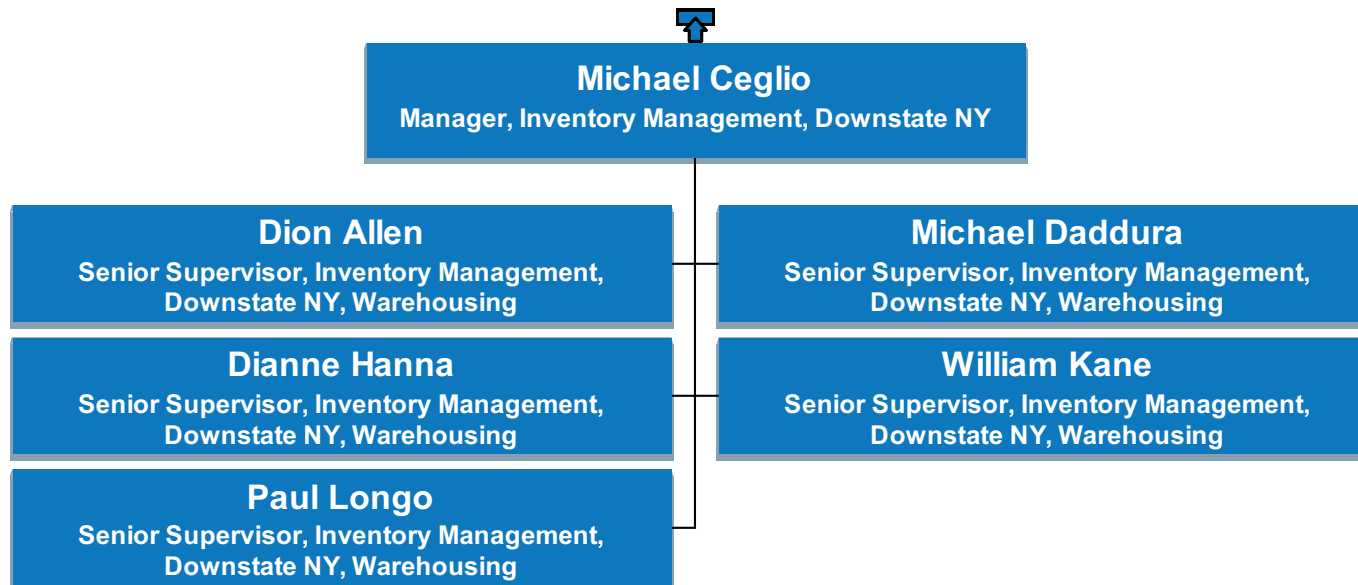 Michael Ceglio
Manager, Inventory Management, Downstate NY
Dion Allen
Senior Supervisor, Inventory Management,
Downstate NY, Warehousing
Michael Daddura
Senior Supervisor, Inventory Management,
Downstate NY, Warehousing
Dianne Hanna
Senior Supervisor, Inventory Management,
Downstate NY, Warehousing
William Kane
Senior Supervisor, Inventory Management,
Downstate NY, Warehousing
Paul Longo
Senior Supervisor, Inventory Management,
Downstate NY, Warehousing